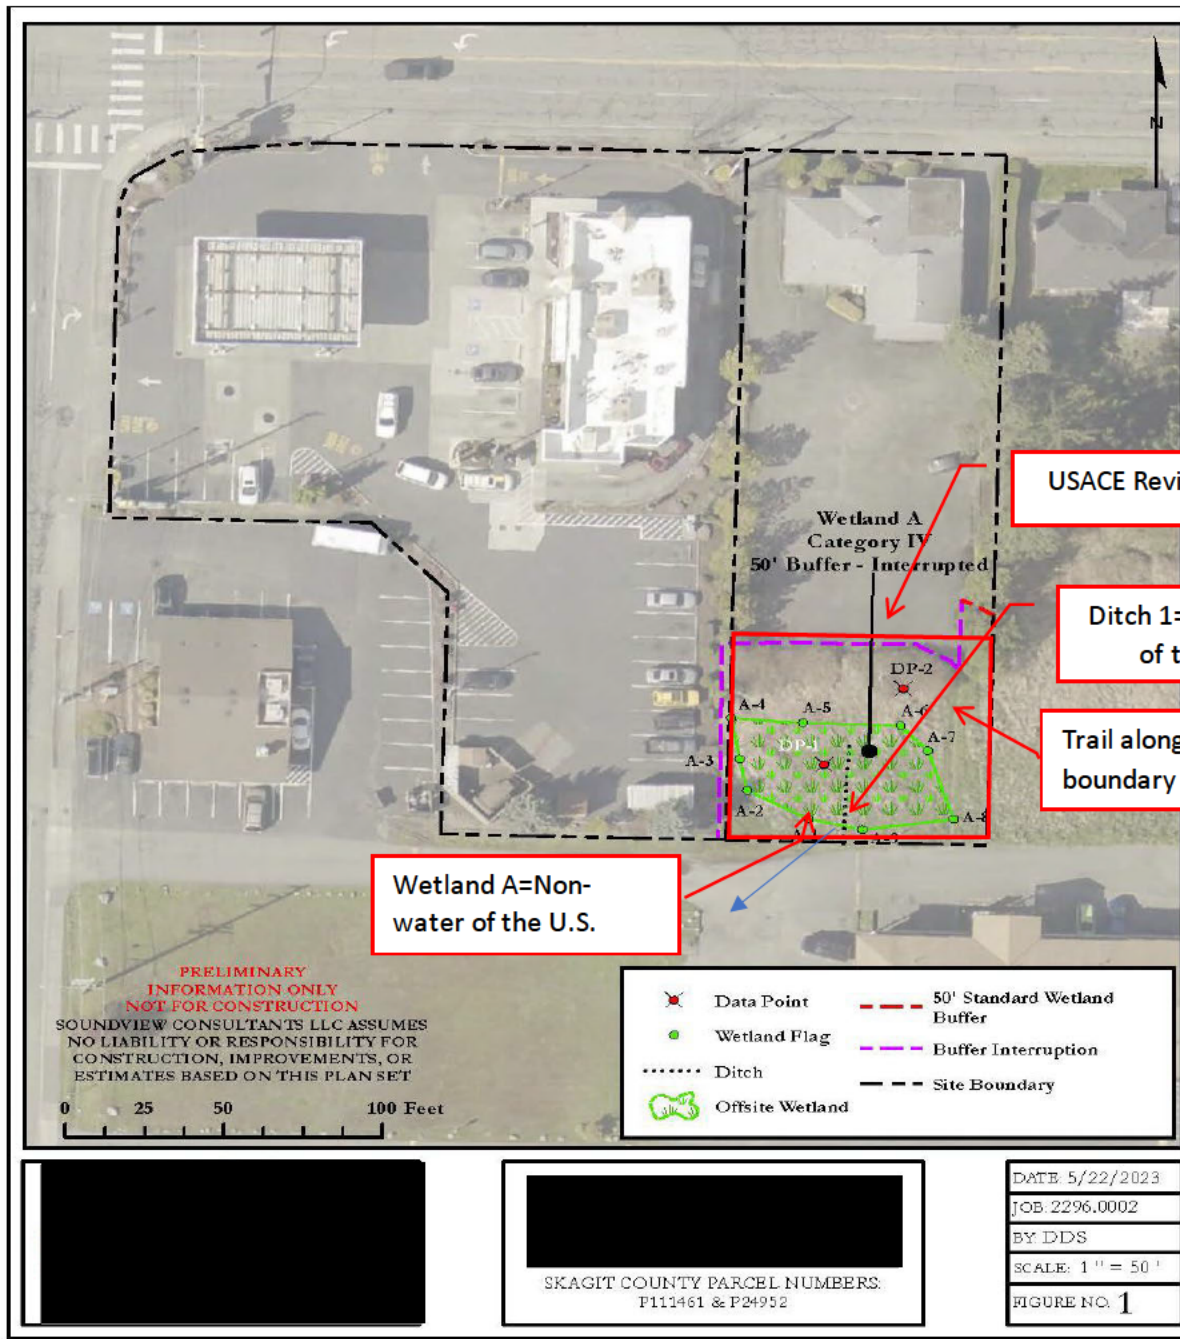 N
USACE Revi
Wetland A
Category IV
50' Buffer - Interrupted
Ditch 1=
of t
DP-2
A-4
A-5
A-6
A-7
DP-1
A-3
Trail along
boundary
A-2
A-1
A-9
A-8
Wetland A=Non-
water of the U.S.
PRELIMINARY
INFORMATION ONLY
NOT FOR CONSTRUCTION
SOUNDVIEW CONSULTANTS LLC ASSUMES
NO LIABILITY OR RESPONSIBILITY FOR
CONSTRUCTION, IMPROVEMENTS, OR
ESTIMATES BASED ON THIS PLAN SET
0 25 50 100 Feet
Data Point
Wetland Flag
Ditch
Offsite Wetland
50' Standard Wetland
Buffer
Buffer Interruption
Site Boundary
SKAGIT COUNTY PARCEL NUMBERS:
P111461 & P24952
DATE: 5/22/2023
JOB: 2296.0002
BY: DDS
SCALE: 1 " = 50 '
FIGURE NO. 1